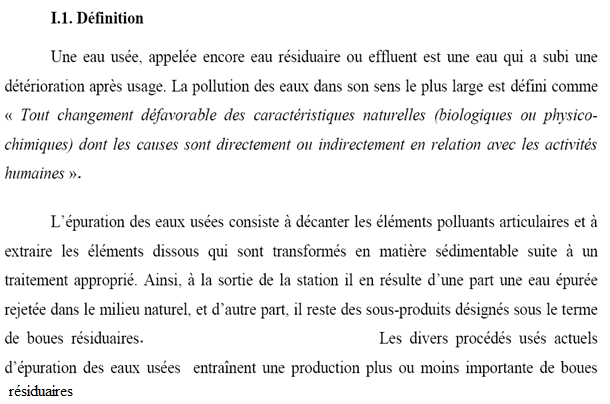 I.1. Définition
Une eau usée, appelée encore eau résiduaire ou effluent est une eau qui a subi une
détérioration après usage. La pollution des eaux dans son sens le plus large est défini comme
« Tout changement défavorable des caractéristiques naturelles (biologiques ou physico-
chimiques) dont les causes sont directement ou indirectement en relation avec les activités
humaines ».
L’épuration des eaux usées consiste à décanter les éléments polluants articulaires et à
extraire les éléments dissous qui sont transformés en matière sédimentable suite à un
traitement approprié. Ainsi, à la sortie de la station il en résulte d’une part une eau épurée
rejetée dans le milieu naturel, et d’autre part, il reste des sous-produits désignés sous le terme
de boues résiduaires. Les divers procédés usés actuels
d’épuration des eaux usées entraînent une production plus ou moins importante de boues
résiduaires